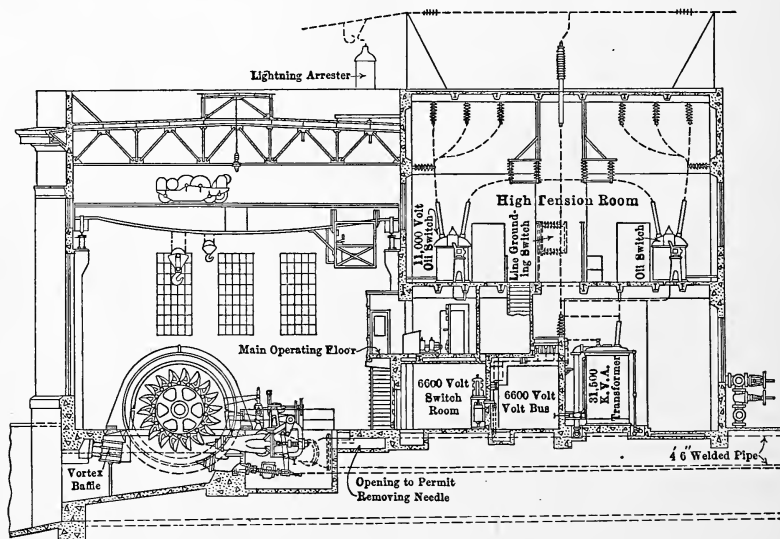 Lightning Arrester
High Tension Room
11,000 Volt
Oil Switch
Line Ground-
ing Switch
Oil Switch
Main Operating Floor
6600 Volt
Switch
Room
6600 Volt
Volt Bus
31,500
K.V.A.
Transformer
Vortex
Baffle
Opening to Permit
Removing Needle
4' 6" Welded Pipe